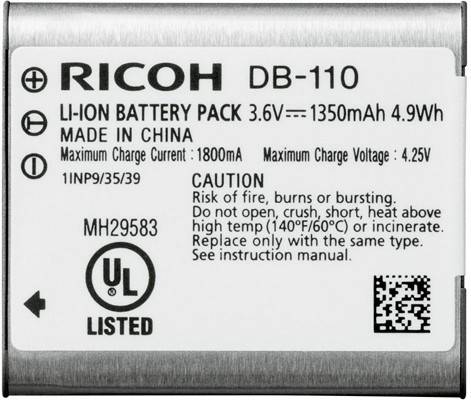 RICOH DB-110
LI-ION BATTERY PACK 3.6V⎓1350mAh 4.9Wh
MADE IN CHINA
Maximum Charge Current : 1800mA Maximum Charge Voltage : 4.25V
1INP9/35/39
CAUTION
Risk of fire, burns or bursting.
Do not open, crush, short, heat above
high temp (140°F/60°C) or incinerate.
Replace only with the same type.
See instruction manual.
MH29583
UL
LISTED